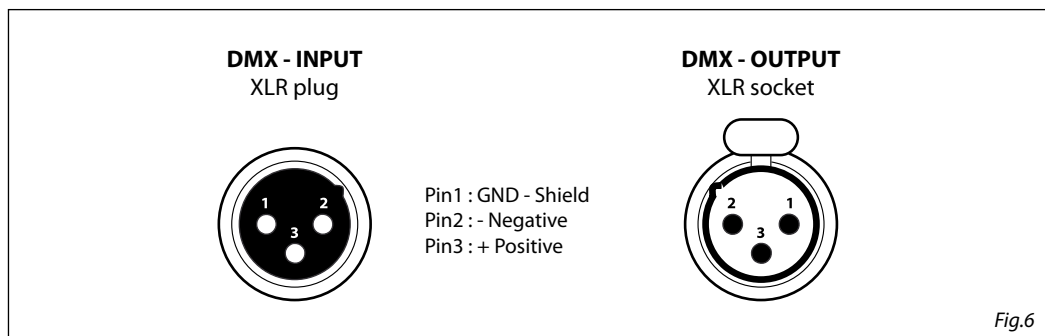 DMX - INPUT
XLR plug
DMX - OUTPUT
XLR socket
1
2
3
Pin1 : GND - Shield
Pin2 : - Negative
Pin3 : + Positive
2
1
3
Fig.6